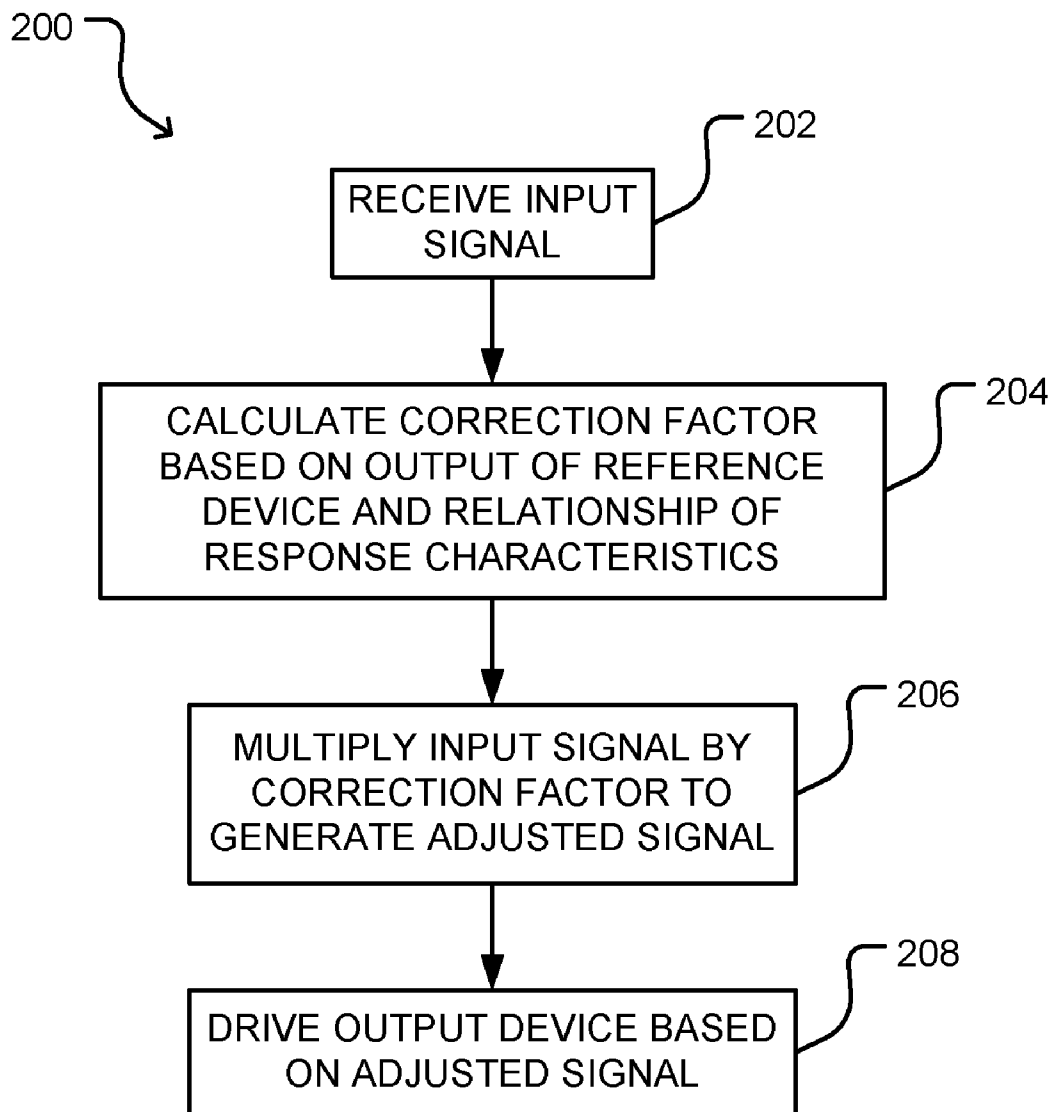 200
202
RECEIVE INPUT
SIGNAL
204
CALCULATE CORRECTION FACTOR
BASED ON OUTPUT OF REFERENCE
DEVICE AND RELATIONSHIP OF
RESPONSE CHARACTERISTICS
206
MULTIPLY INPUT SIGNAL BY
CORRECTION FACTOR TO
GENERATE ADJUSTED SIGNAL
208
DRIVE OUTPUT DEVICE BASED
ON ADJUSTED SIGNAL